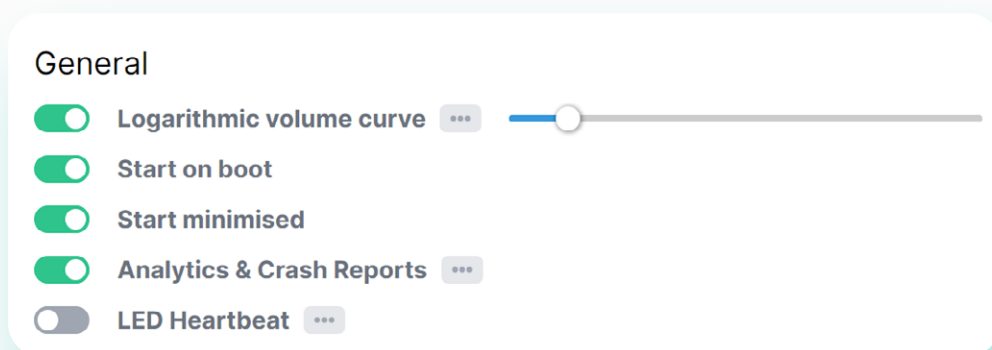 General
Logarithmic volume curve
Start on boot
Start minimised
Analytics & Crash Reports
LED Heartbeat